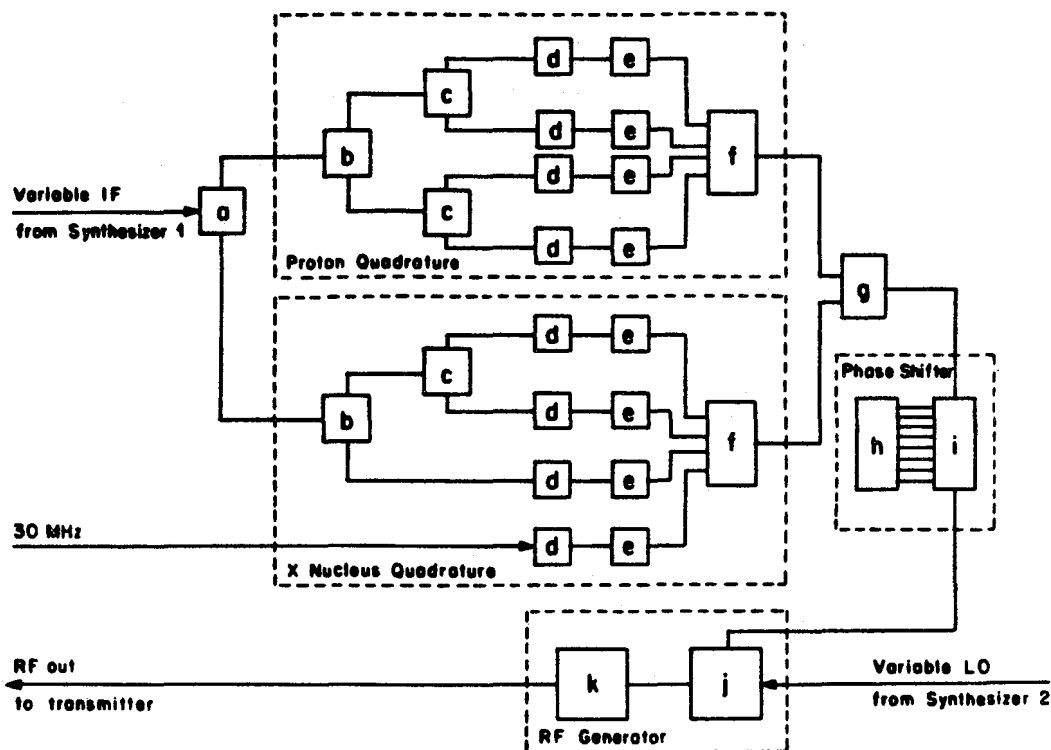 d e
c
d e
b
f
d e
Variable IF
a
c
from Synthesizer 1
d e
Proton Quadrature
g
d e
Phase Shifter
c
d e
b
f
h i
d e
30 MHz
d e
X Nucleus Quadrature
RF out
k
j
Variable LO
to transmitter
from Synthesizer 2
RF Generator